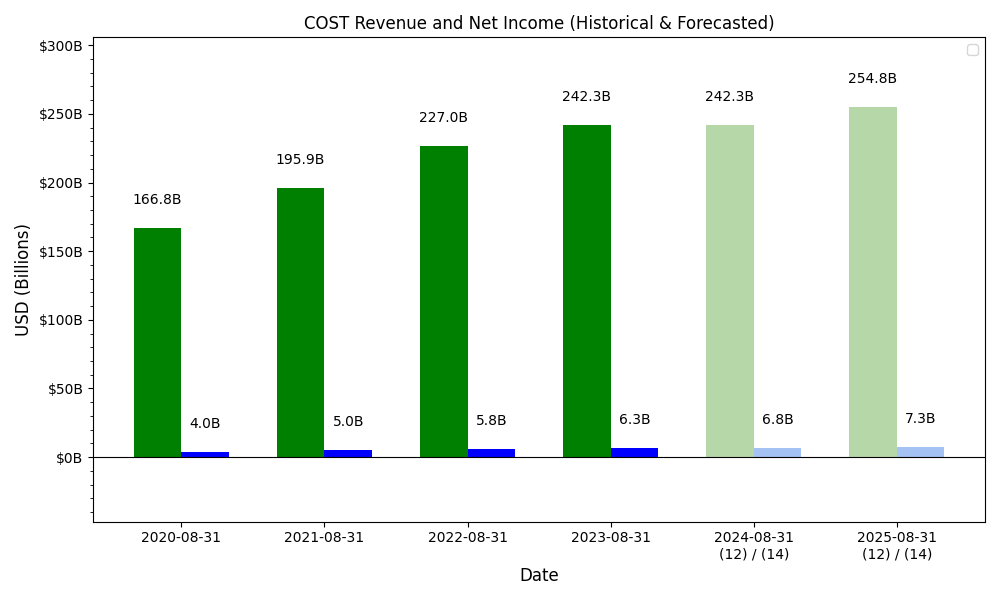 COST Revenue and Net Income (Historical & Forecasted)
$300B
$250B
$200B
$150B
$100B
$50B
$0B
USD (Billions)
166.8B
195.9B
227.0B
242.3B
242.3B
254.8B
4.0B
5.0B
5.8B
6.3B
6.8B
7.3B
2020-08-31
2021-08-31
2022-08-31
2023-08-31
2024-08-31
(12) / (14)
2025-08-31
(12) / (14)
Date